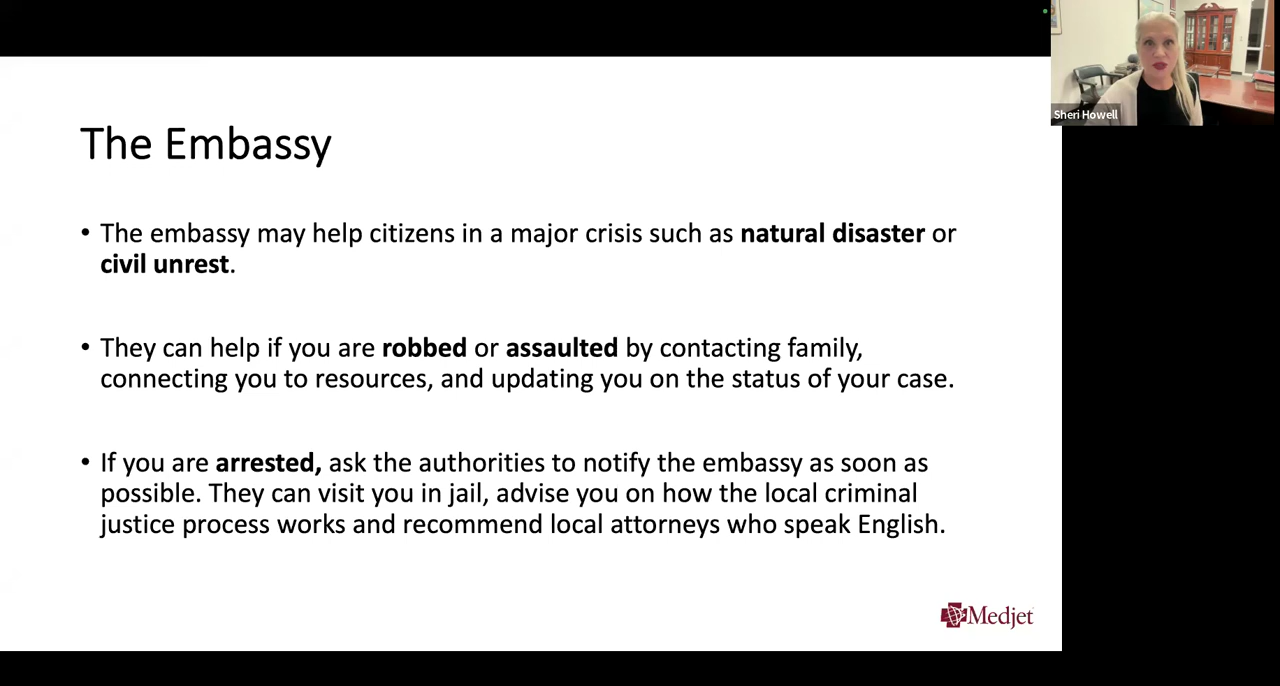 Sheri Howell
The Embassy
• The embassy may help citizens in a major crisis such as natural disaster or
civil unrest.
• They can help if you are robbed or assaulted by contacting family,
connecting you to resources, and updating you on the status of your case.
• If you are arrested, ask the authorities to notify the embassy as soon as
possible. They can visit you in jail, advise you on how the local criminal
justice process works and recommend local attorneys who speak English.
Medjet